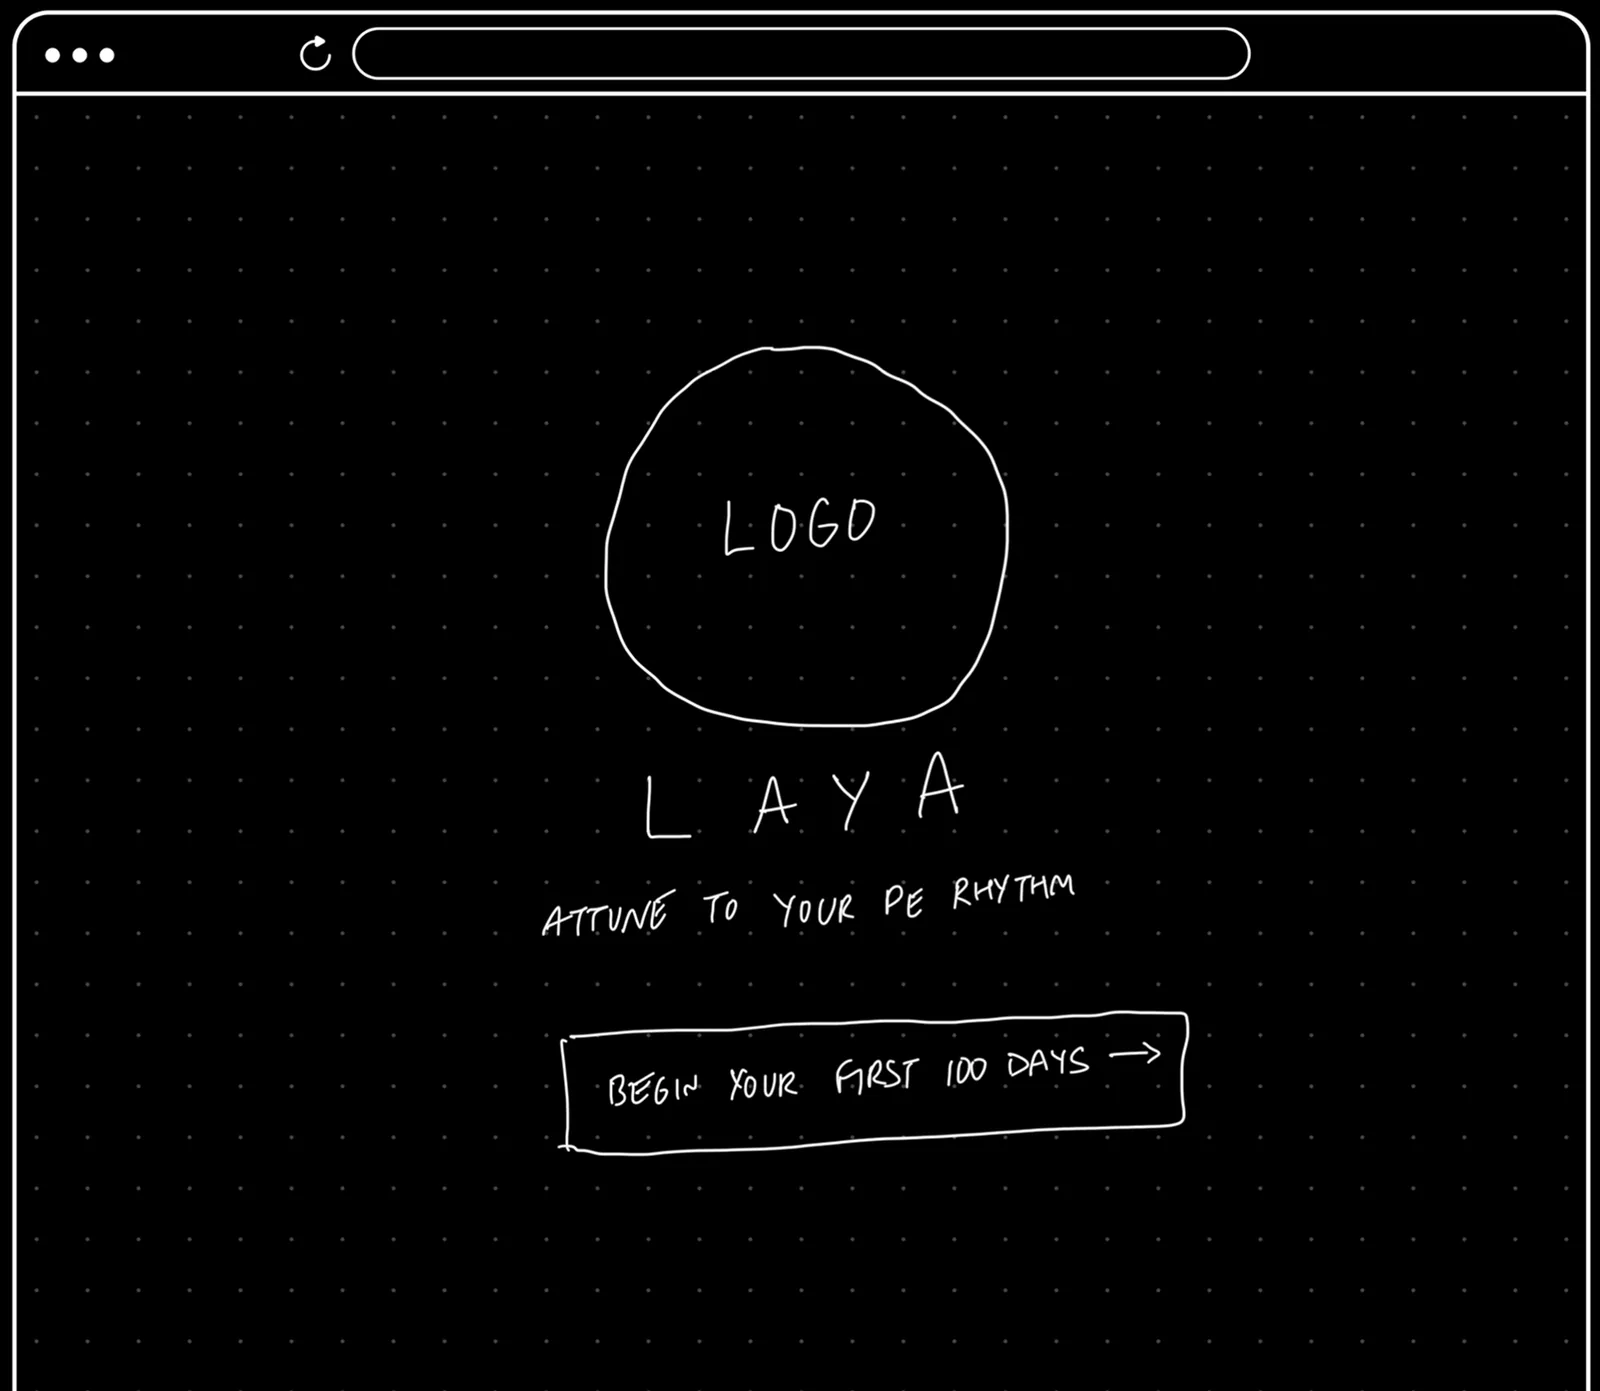 LOGO
LAYA
ATTUNE TO YOUR PE RHYTHM
BEGIN YOUR FIRST 100 DAYS →